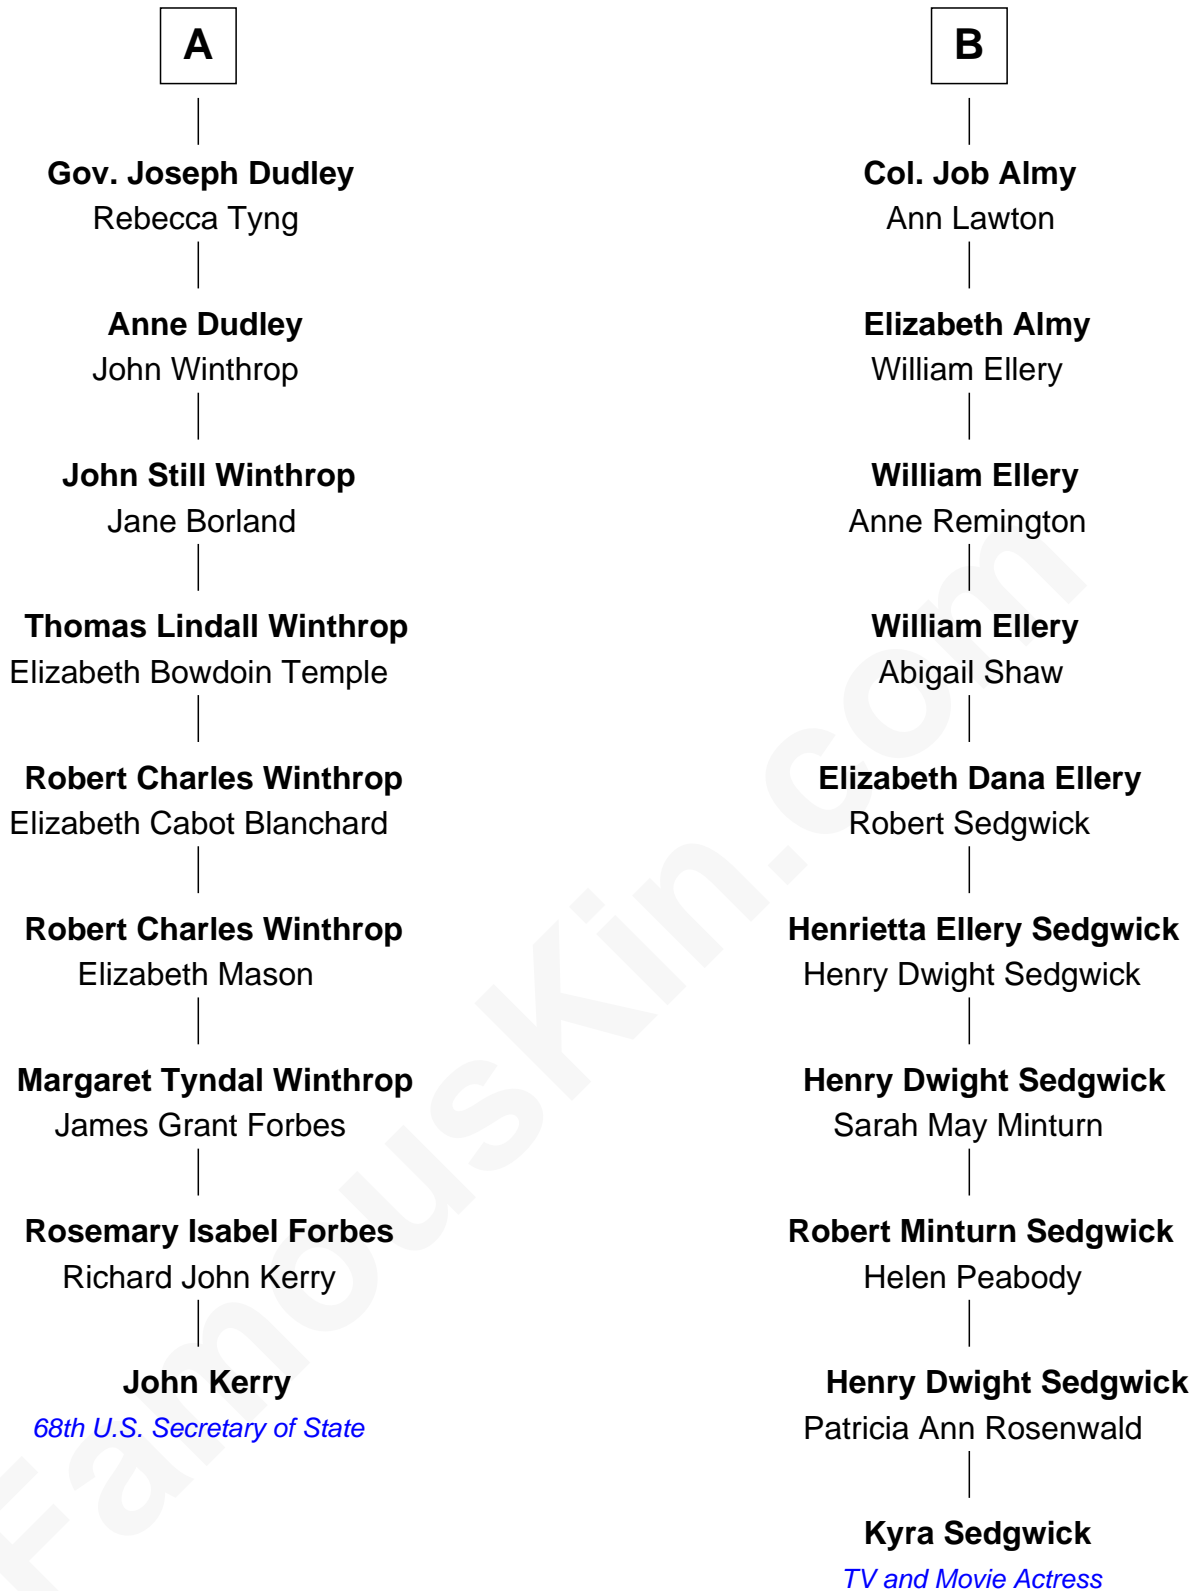 A
Gov. Joseph Dudley
Rebecca Tyng
Anne Dudley
John Winthrop
John Still Winthrop
Jane Borland
Thomas Lindall Winthrop
Elizabeth Bowdoin Temple
Robert Charles Winthrop
Elizabeth Cabot Blanchard
Robert Charles Winthrop
Elizabeth Mason
Margaret Tyndal Winthrop
James Grant Forbes
Rosemary Isabel Forbes
Richard John Kerry
John Kerry
68th U.S. Secretary of State
B
Col. Job Almy
Ann Lawton
Elizabeth Almy
William Ellery
William Ellery
Anne Remington
William Ellery
Abigail Shaw
Elizabeth Dana Ellery
Robert Sedgwick
Henrietta Ellery Sedgwick
Henry Dwight Sedgwick
Henry Dwight Sedgwick
Sarah May Minturn
Robert Minturn Sedgwick
Helen Peabody
Henry Dwight Sedgwick
Patricia Ann Rosenwald
Kyra Sedgwick
TV and Movie Actress
FamousKin.com